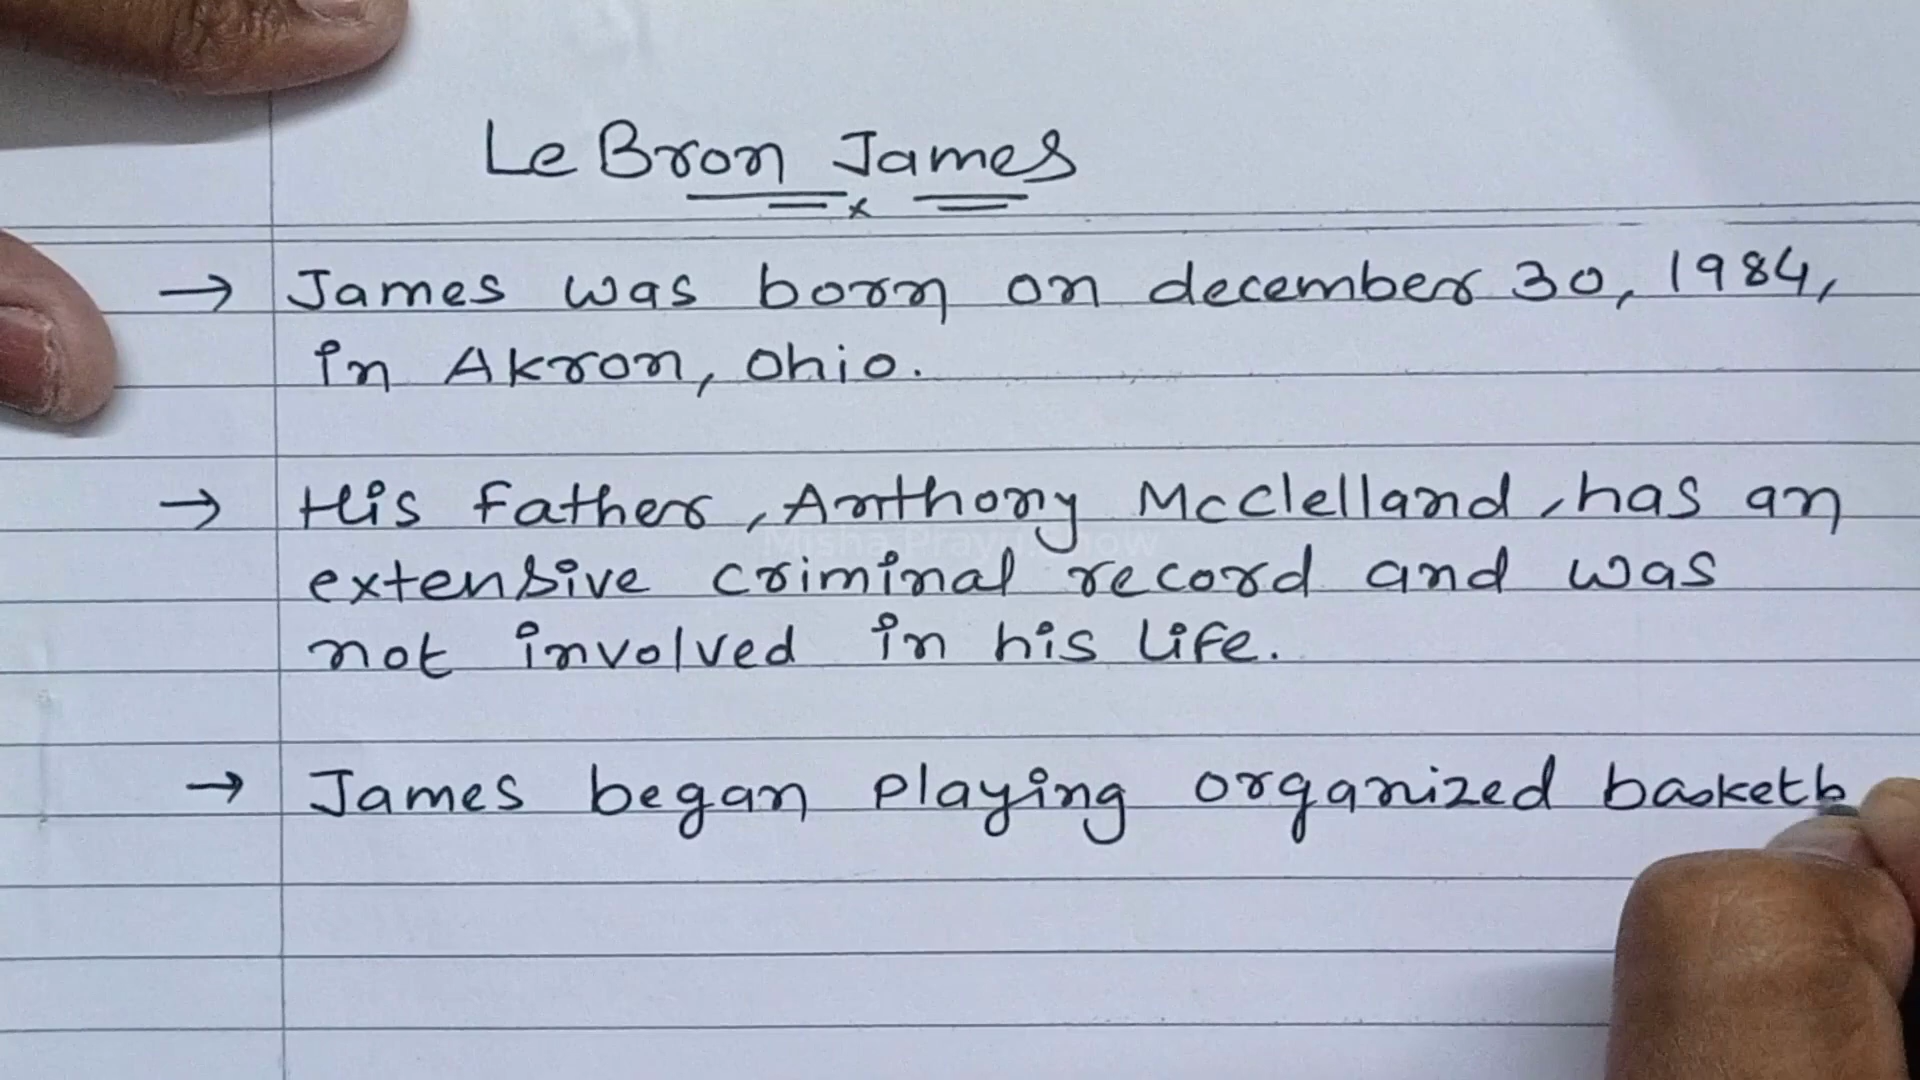 LeBron James
→ James was born on december 30, 1984,
in Akron, Ohio.
→ His Father, Anthony McClelland, has an
extensive criminal record and was
not involved in his life.
→ James began playing organized basketb